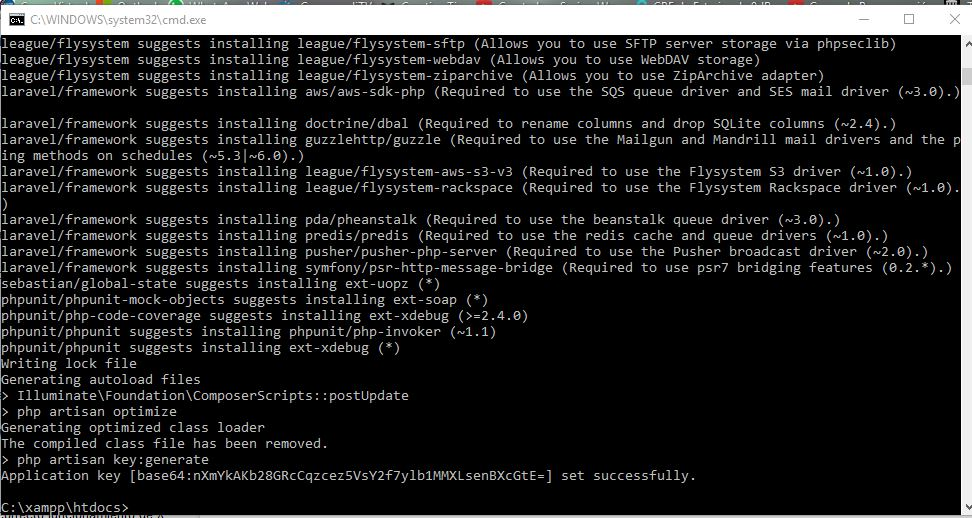 C:\WINDOWS\system32\cmd.exe
league/flysystem suggests installing league/flysystem-sftp (Allows you to use SFTP server storage via phpseclib)
league/flysystem suggests installing league/flysystem-webdav (Allows you to use WebDAV storage)
league/flysystem suggests installing league/flysystem-ziparchive (Allows you to use ZipArchive adapter)
laravel/framework suggests installing aws/aws-sdk-php (Required to use the SQS queue driver and SES mail driver (~3.0).)
laravel/framework suggests installing doctrine/dbal (Required to rename columns and drop SQLite columns (~2.4).)
laravel/framework suggests installing guzzlehttp/guzzle (Required to use the Mailgun and Mandrill mail drivers and the p
ing methods on schedules (~5.3|~6.0).)
laravel/framework suggests installing league/flysystem-aws-s3-v3 (Required to use the Flysystem S3 driver (~1.0).)
laravel/framework suggests installing league/flysystem-rackspace (Required to use the Flysystem Rackspace driver (~1.0).
)
laravel/framework suggests installing pda/pheanstalk (Required to use the beanstalk queue driver (~3.0).)
laravel/framework suggests installing predis/predis (Required to use the redis cache and queue drivers (~1.0).)
laravel/framework suggests installing pusher/pusher-php-server (Required to use the Pusher broadcast driver (~2.0).)
laravel/framework suggests installing symfony/psr-http-message-bridge (Required to use psr7 bridging features (0.2.*).)
sebastian/global-state suggests installing ext-uopz (*)
phpunit/phpunit-mock-objects suggests installing ext-soap (*)
phpunit/php-code-coverage suggests installing ext-xdebug (>=2.4.0)
phpunit/phpunit suggests installing phpunit/php-invoker (~1.1)
phpunit/phpunit suggests installing ext-xdebug (*)
Writing lock file
Generating autoload files
> Illuminate\Foundation\ComposerScripts::postUpdate
> php artisan optimize
Generating optimized class loader
The compiled class file has been removed.
> php artisan key:generate
Application key [base64:nXmYkAKb28GRcCqzcez5VsY2f7ylb1MMXLsenBXcGtE=] set successfully.
C:\xampp\htdocs>